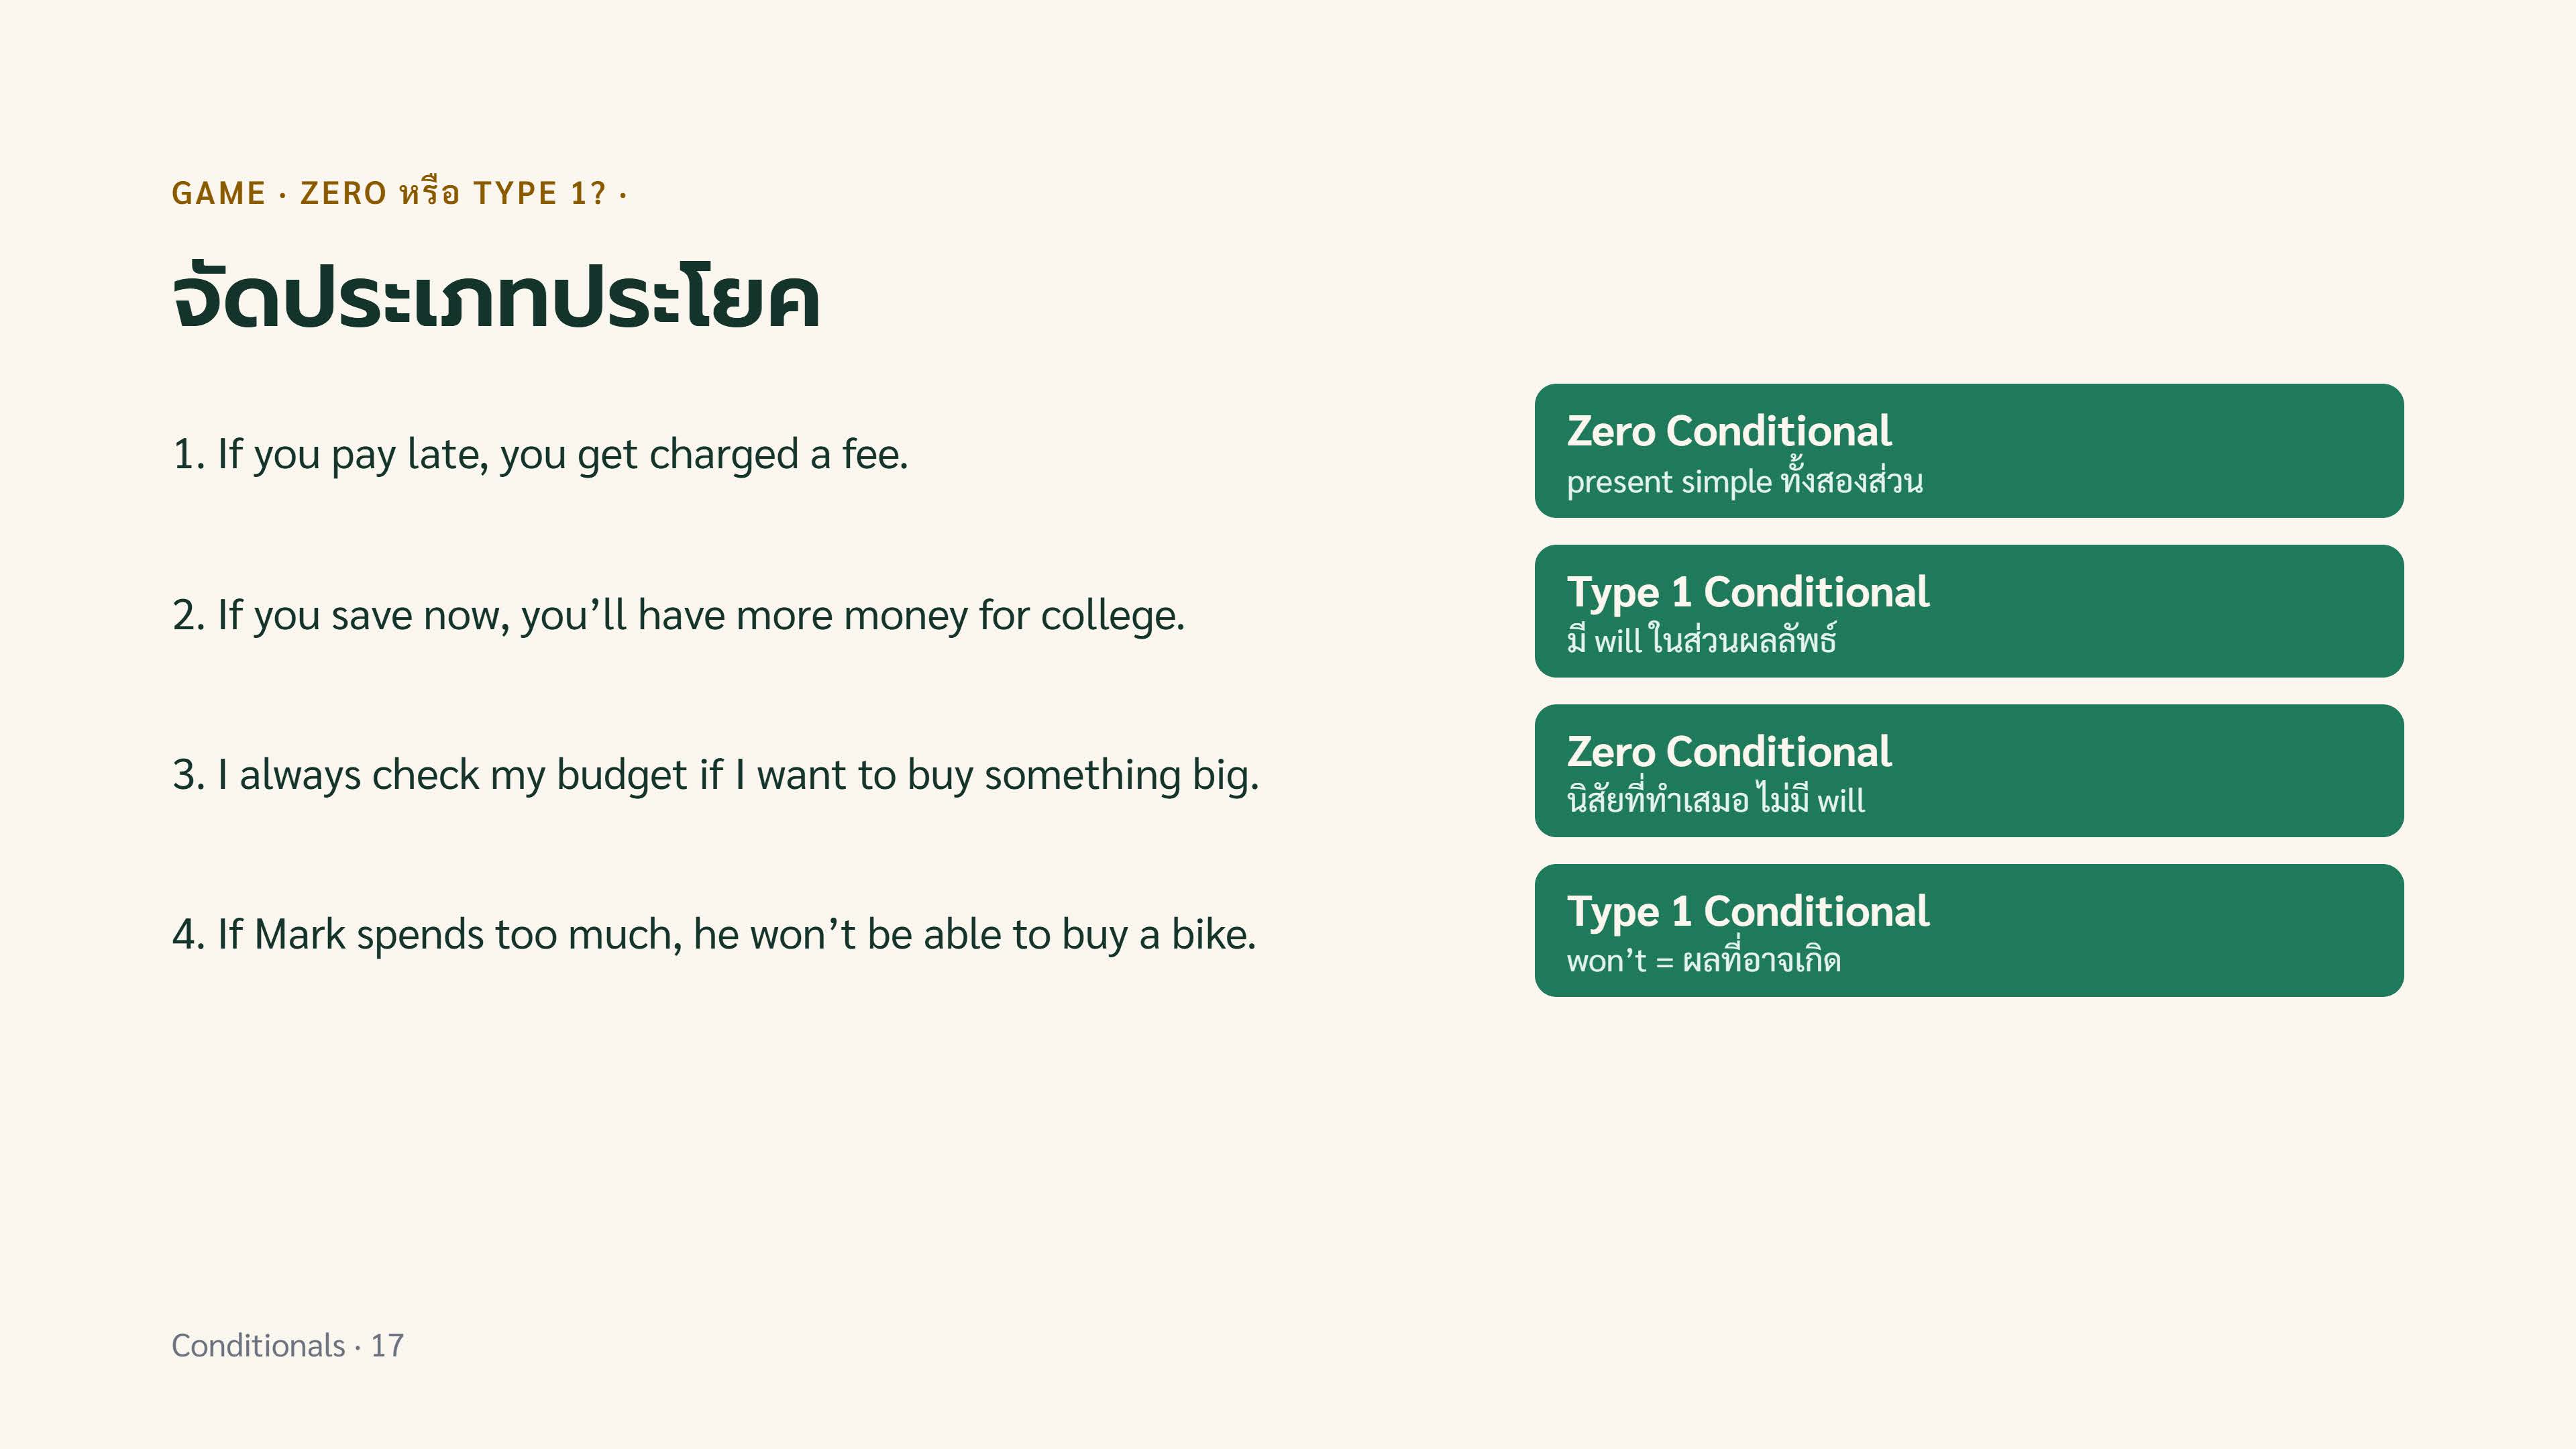 GAME · ZERO หรือ TYPE 1? ·
จัดประเภทประโยค
1. If you pay late, you get charged a fee.
Zero Conditional
present simple ทั้งสองส่วน
2. If you save now, you’ll have more money for college.
Type 1 Conditional
มี will ในส่วนผลลัพธ์
3. I always check my budget if I want to buy something big.
Zero Conditional
นิสัยที่ทำเสมอ ไม่มี will
4. If Mark spends too much, he won’t be able to buy a bike.
Type 1 Conditional
won’t = ผลที่อาจเกิด
Conditionals · 17